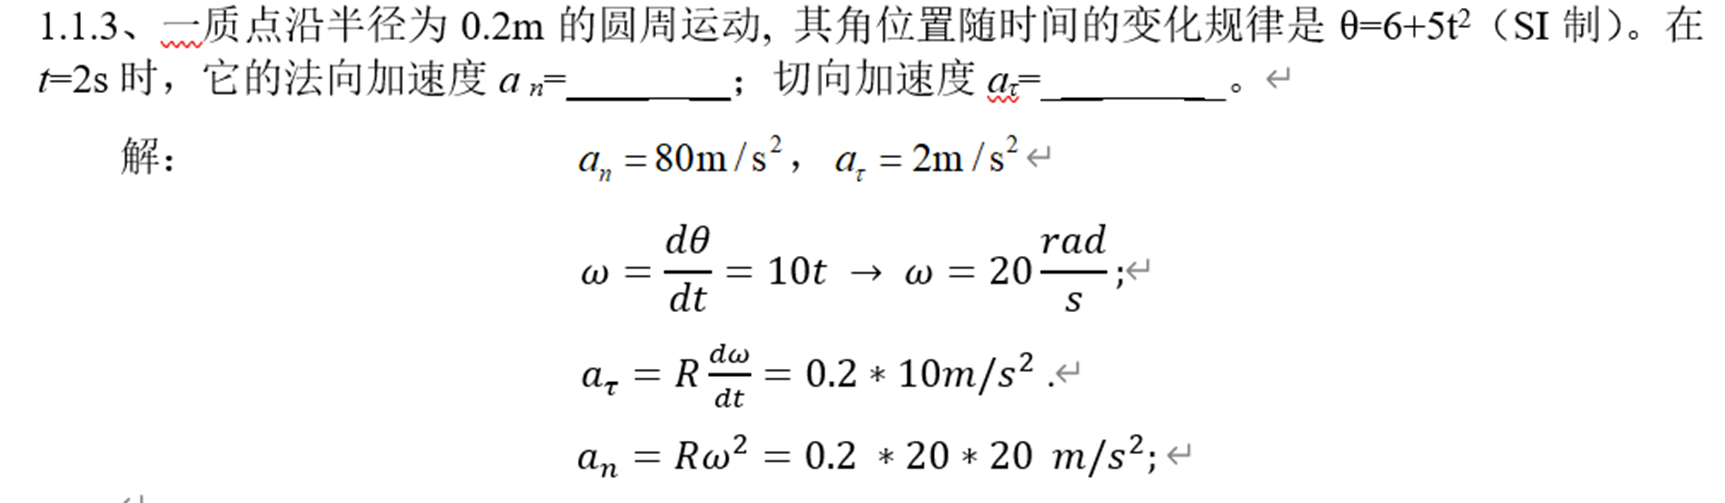 1.1.3、一质点沿半径为 0.2m 的圆周运动, 其角位置随时间的变化规律是 θ=6+5t²（SI 制）。在
t=2s 时，它的法向加速度 a n=________；切向加速度 aτ=_________。↵
解： aₙ = 80m/s²， aτ = 2m/s² ↵
ω = dθ/dt = 10t → ω = 20 rad/s ;↵
aτ = R dω/dt = 0.2 * 10m/s² .↵
aₙ = Rω² = 0.2 * 20 * 20 m/s²; ↵